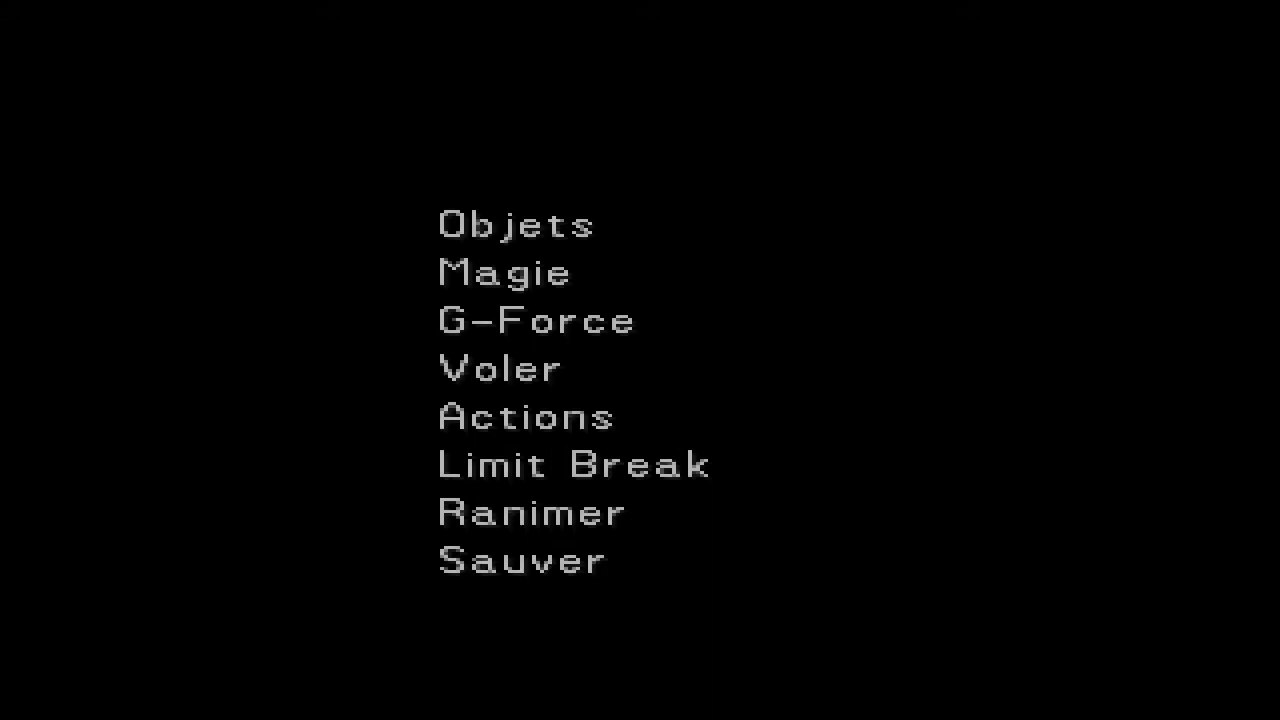 Objets
Magie
G-Force
Voler
Actions
Limit Break
Ranimer
Sauver